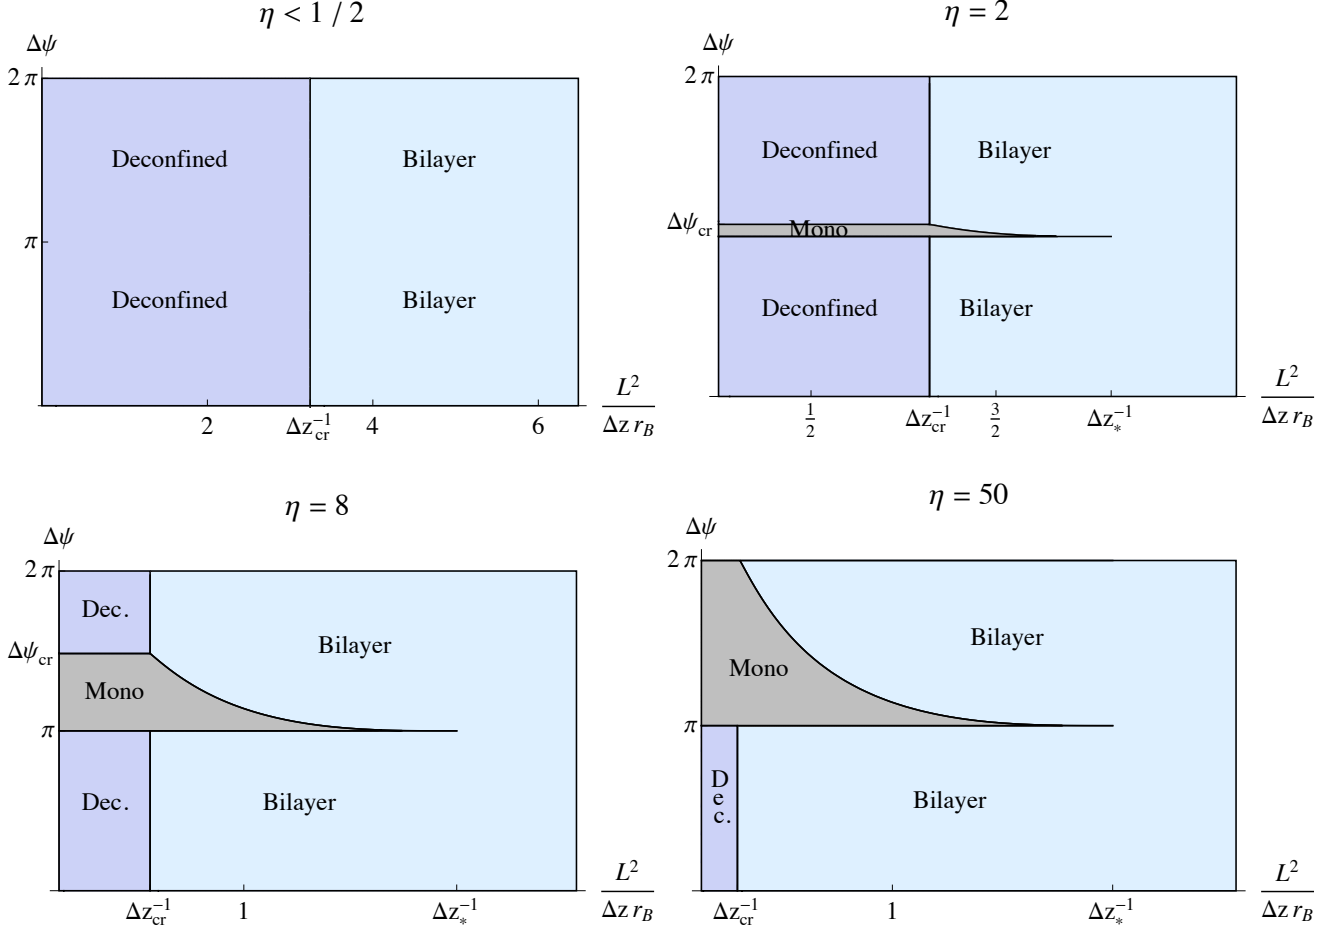 η < 1 / 2
Δψ
2 π
π
Deconfined
Bilayer
Deconfined
Bilayer
2
Δz_cr^-1
4
6
L^2
Δz r_B
η = 2
Δψ
2 π
Δψ_cr
Deconfined
Bilayer
Mono
Deconfined
Bilayer
1/2
Δz_cr^-1
3/2
Δz_*^-1
L^2
Δz r_B
η = 8
Δψ
2 π
Δψ_cr
π
Dec.
Bilayer
Mono
Dec.
Bilayer
Δz_cr^-1
1
Δz_*^-1
L^2
Δz r_B
η = 50
Δψ
2 π
π
Bilayer
Mono
D
e
c.
Bilayer
Δz_cr^-1
1
Δz_*^-1
L^2
Δz r_B